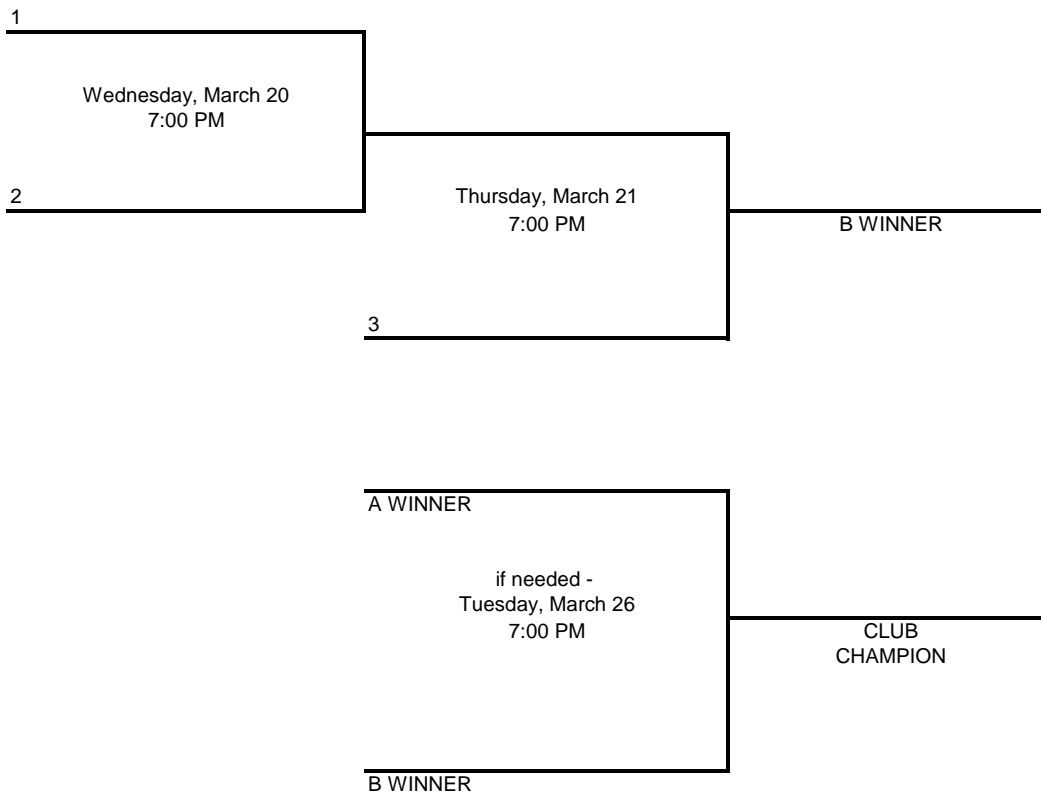 1
Wednesday, March 20
7:00 PM
2
Thursday, March 21
7:00 PM
B WINNER
3
A WINNER
if needed -
Tuesday, March 26
7:00 PM
CLUB
CHAMPION
B WINNER